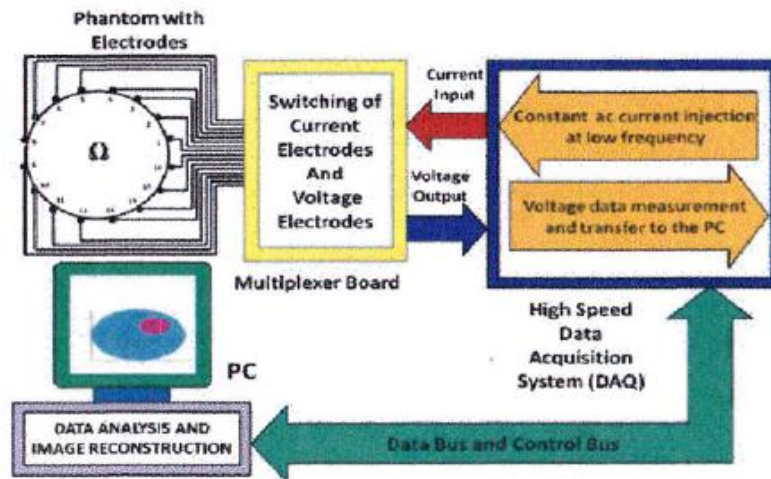 Phantom with
Electrodes
Ω
Switching of
Current
Electrodes
And
Voltage
Electrodes
Multiplexer Board
Current
Input
Voltage
Output
Constant ac current injection
at low frequency
Voltage data measurement
and transfer to the PC
High Speed
Data
Acquisition
System (DAQ)
PC
DATA ANALYSIS AND
IMAGE RECONSTRUCTION
Data Bus and Control Bus